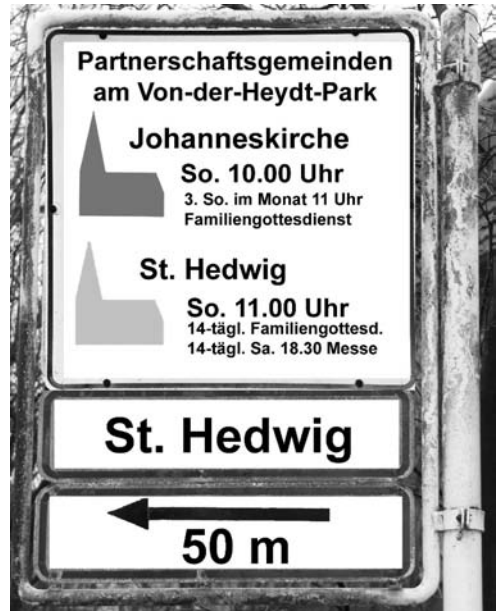 Partnerschaftsgemeinden
am Von-der-Heydt-Park
Johanneskirche
So. 10.00 Uhr
3. So. im Monat 11 Uhr
Familiengottesdienst
St. Hedwig
So. 11.00 Uhr
14-tägl. Familiengottesd.
14-tägl. Sa. 18.30 Messe
St. Hedwig
50 m